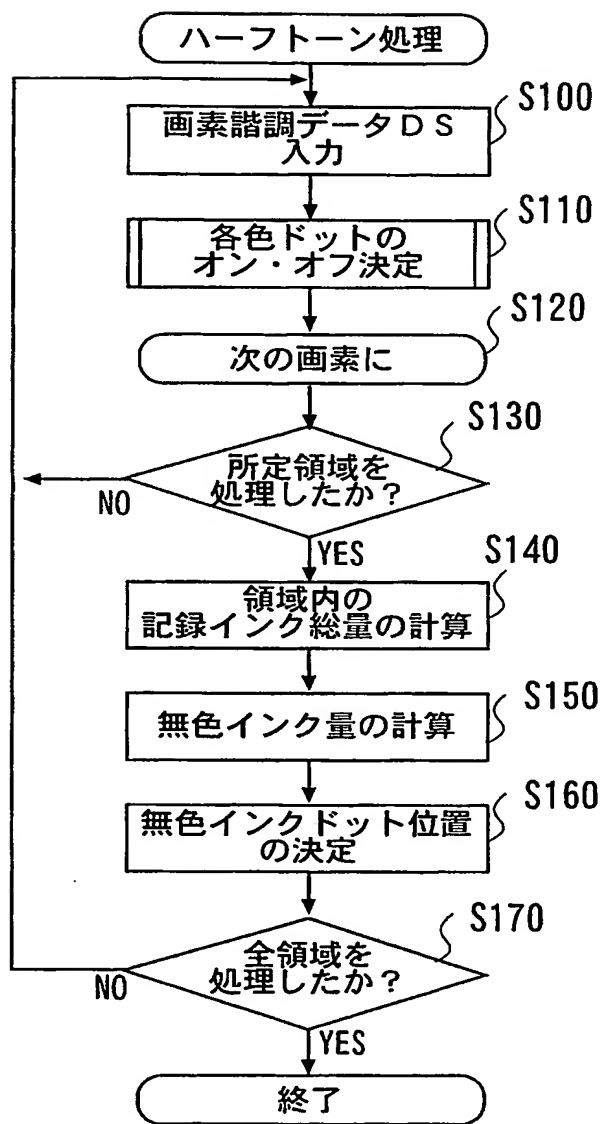 ハーフトーン処理
S100
画素諧調データDS
入力
S110
各色ドットの
オン・オフ決定
S120
次の画素に
S130
所定領域を
処理したか?
NO
YES
S140
領域内の
記録インク総量の計算
S150
無色インク量の計算
S160
無色インクドット位置
の決定
S170
全領域を
処理したか?
NO
YES
終了